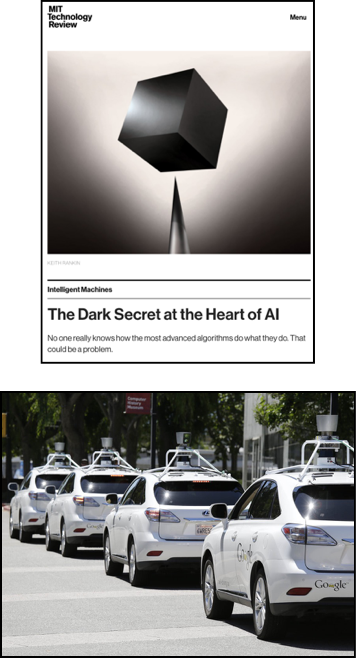 MIT
Technology
Review
Menu
KEITH RANKIN
Intelligent Machines
The Dark Secret at the Heart of AI
No one really knows how the most advanced algorithms do what they do. That
could be a problem.
Computer
History
Museum
Google
Google